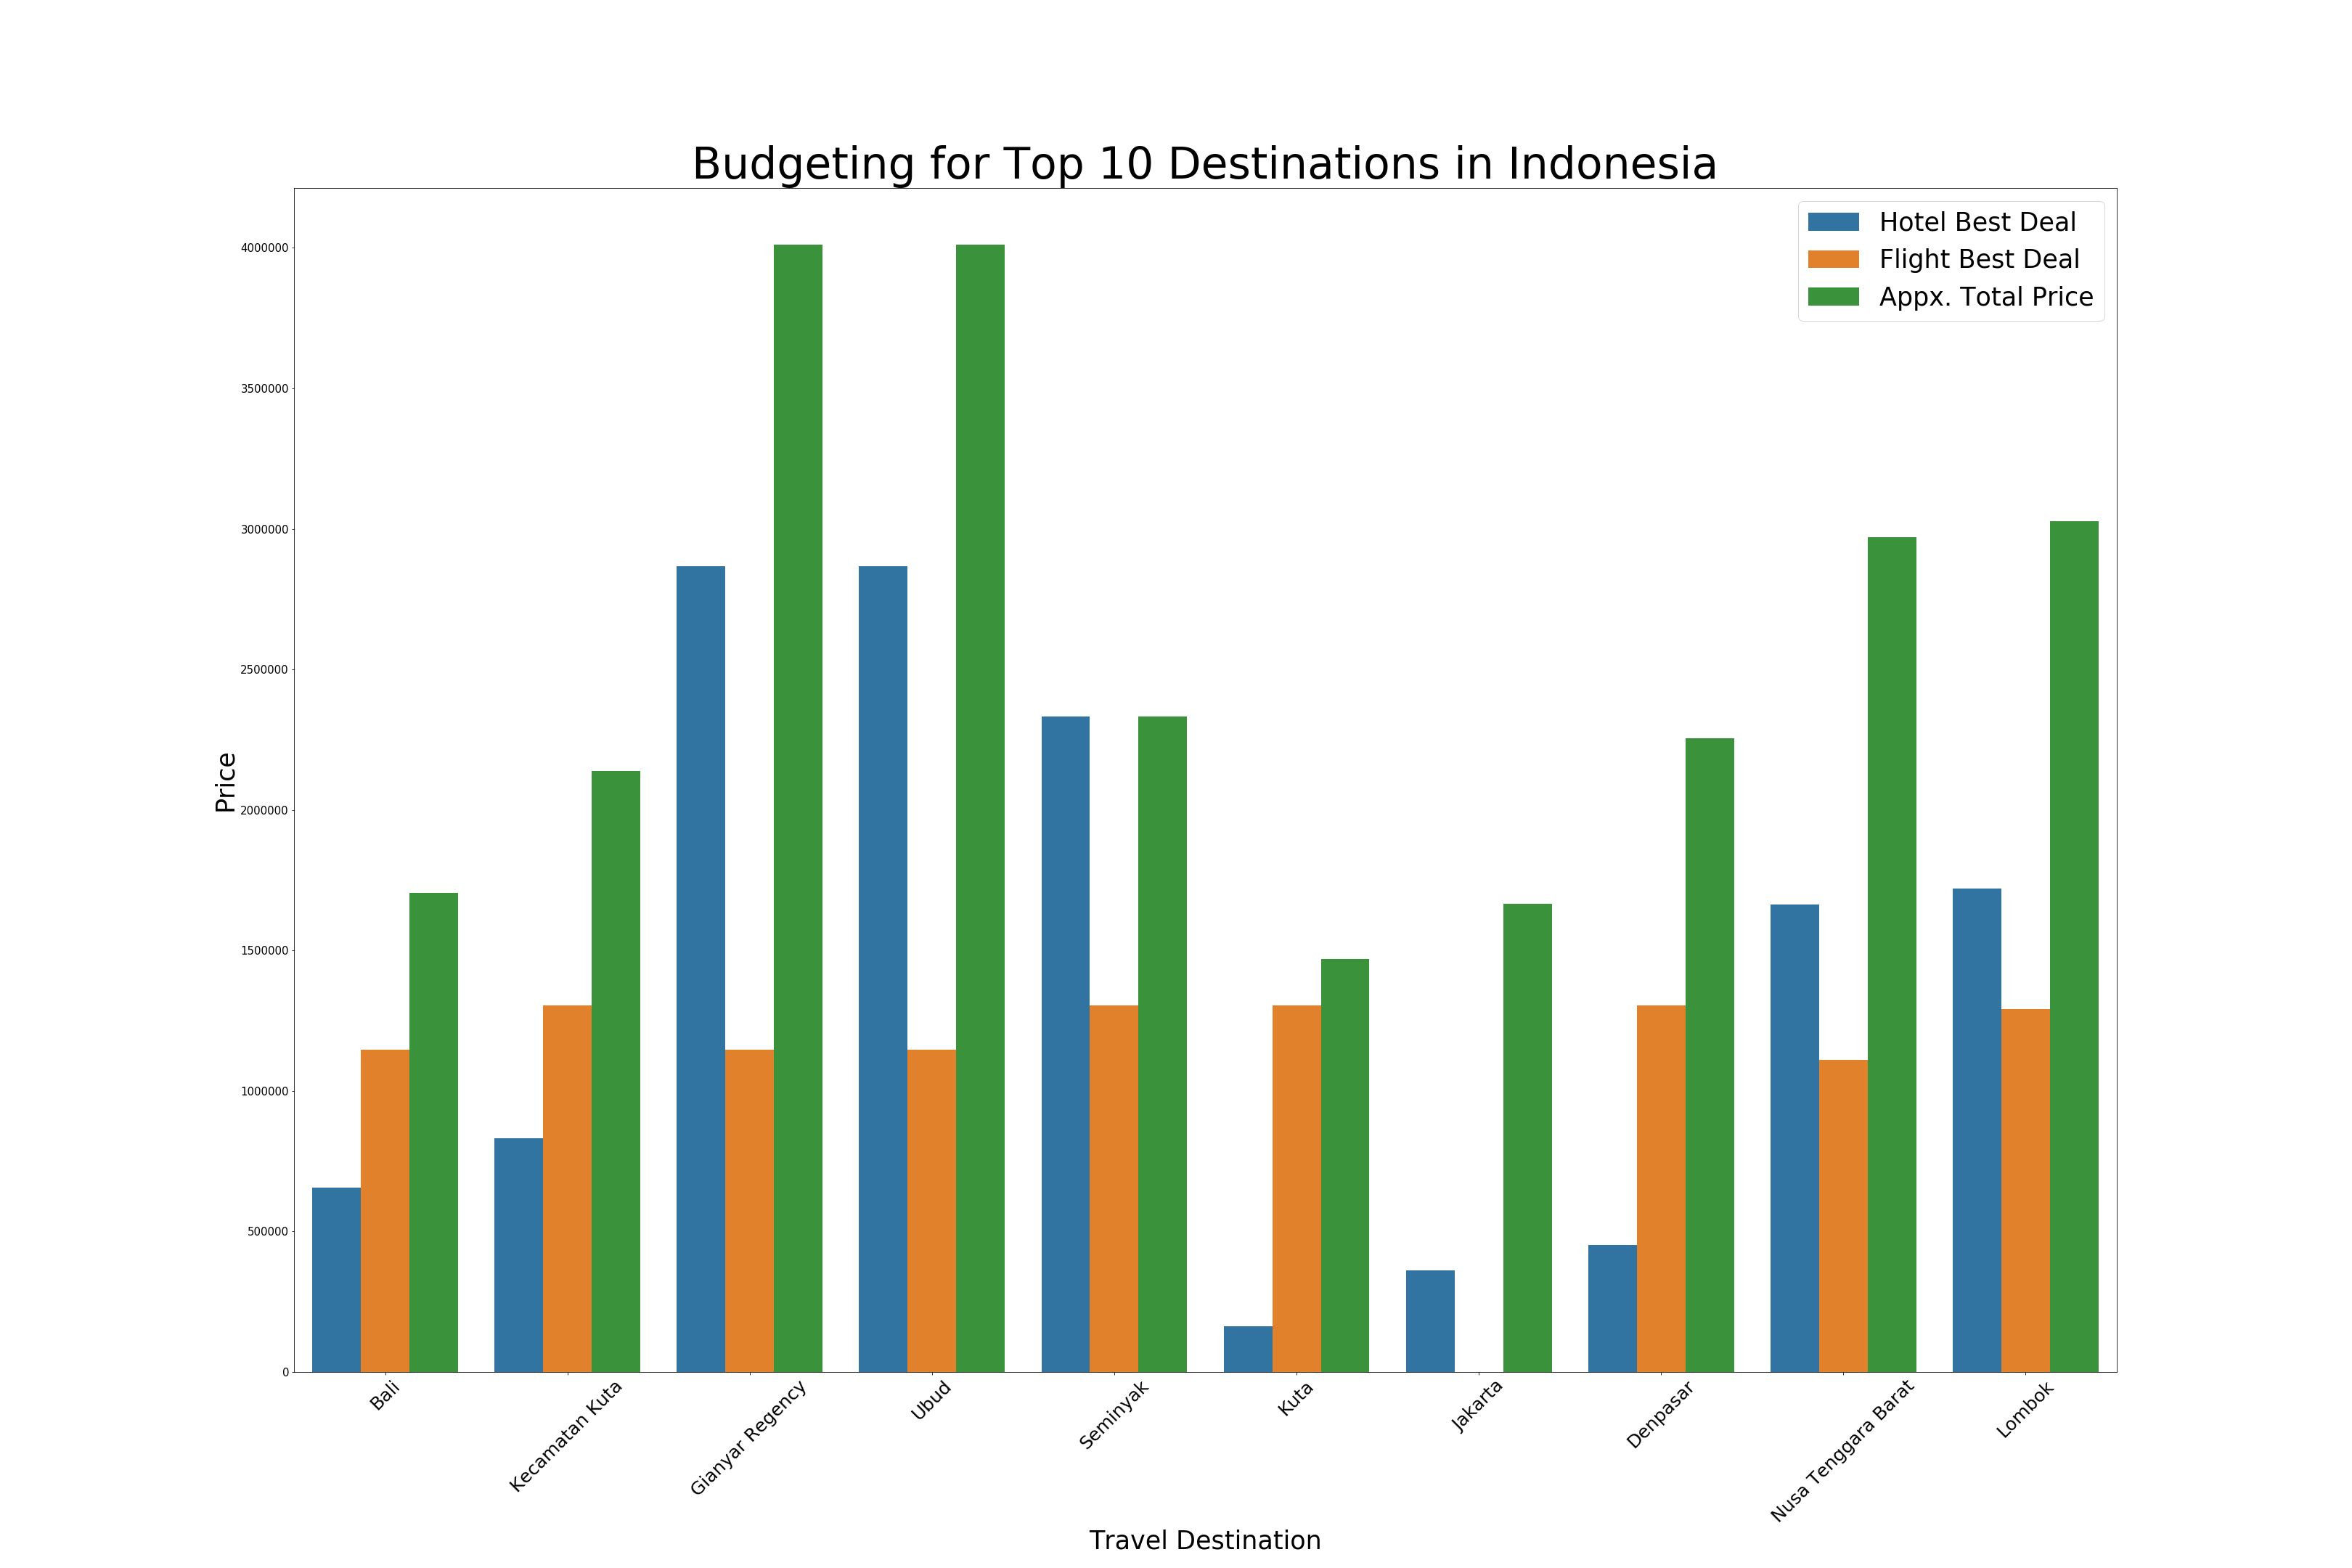 Budgeting for Top 10 Destinations in Indonesia
Hotel Best Deal
Flight Best Deal
Appx. Total Price
4000000
3500000
3000000
2500000
2000000
1500000
1000000
500000
0
Price
Bali
Kecamatan Kuta
Gianyar Regency
Ubud
Seminyak
Kuta
Jakarta
Denpasar
Nusa Tenggara Barat
Lombok
Travel Destination